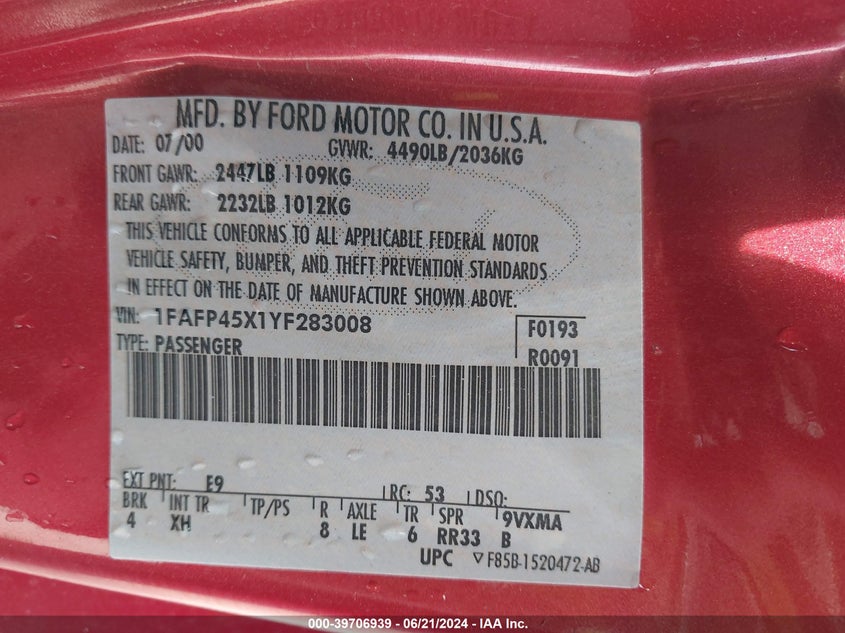 MFD. BY FORD MOTOR CO. IN U.S.A.
DATE: 07/00 GVWR: 4490LB/2036KG
FRONT GAWR: 2447LB 1109KG
REAR GAWR: 2232LB 1012KG
THIS VEHICLE CONFORMS TO ALL APPLICABLE FEDERAL MOTOR
VEHICLE SAFETY, BUMPER, AND THEFT PREVENTION STANDARDS
IN EFFECT ON THE DATE OF MANUFACTURE SHOWN ABOVE.
VIN: 1FAFP45X1YF283008 F0193
TYPE: PASSENGER R0091
EXT PNT: E9 RC: 53 DSO:
BRK INT TR TP/PS R AXLE TR SPR 9VXMA
4 XH 8 LE 6 RR33 B
UPC ▽F85B-1520472-AB
000-39706939 / 06/21/2024 - IAA Inc.